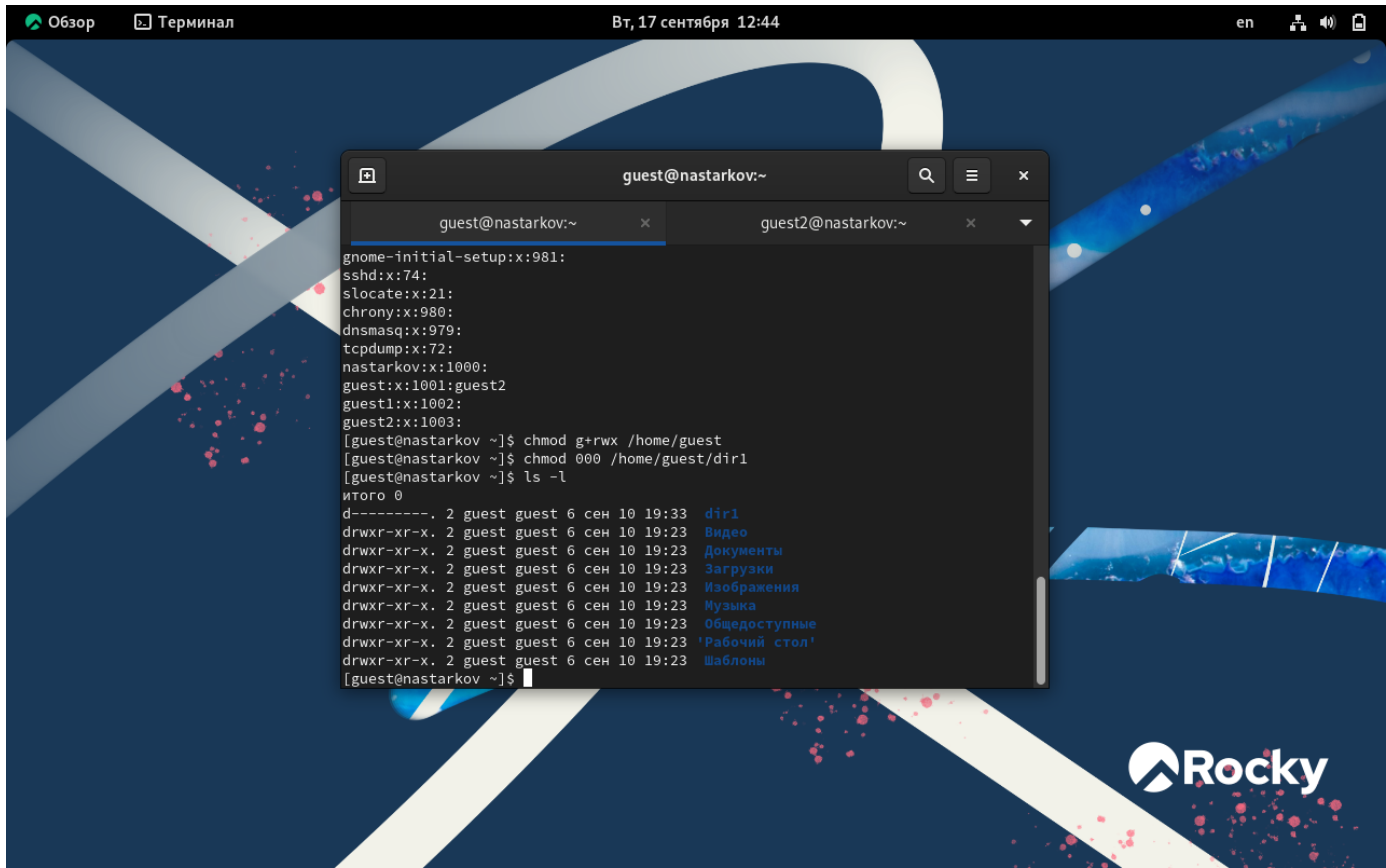 Обзор
Терминал
Вт, 17 сентября 12:44
en
guest@nastarkov:~
guest@nastarkov:~
guest2@nastarkov:~
gnome-initial-setup:x:981:
sshd:x:74:
slocate:x:21:
chrony:x:980:
dnsmasq:x:979:
tcpdump:x:72:
nastarkov:x:1000:
guest:x:1001:guest2
guest1:x:1002:
guest2:x:1003:
[guest@nastarkov ~]$ chmod g+rwx /home/guest
[guest@nastarkov ~]$ chmod 000 /home/guest/dir1
[guest@nastarkov ~]$ ls -l
итого 0
d---------. 2 guest guest 6 сен 10 19:33  dir1
drwxr-xr-x. 2 guest guest 6 сен 10 19:23  Видео
drwxr-xr-x. 2 guest guest 6 сен 10 19:23  Документы
drwxr-xr-x. 2 guest guest 6 сен 10 19:23  Загрузки
drwxr-xr-x. 2 guest guest 6 сен 10 19:23  Изображения
drwxr-xr-x. 2 guest guest 6 сен 10 19:23  Музыка
drwxr-xr-x. 2 guest guest 6 сен 10 19:23  Общедоступные
drwxr-xr-x. 2 guest guest 6 сен 10 19:23 'Рабочий стол'
drwxr-xr-x. 2 guest guest 6 сен 10 19:23  Шаблоны
[guest@nastarkov ~]$
Rocky